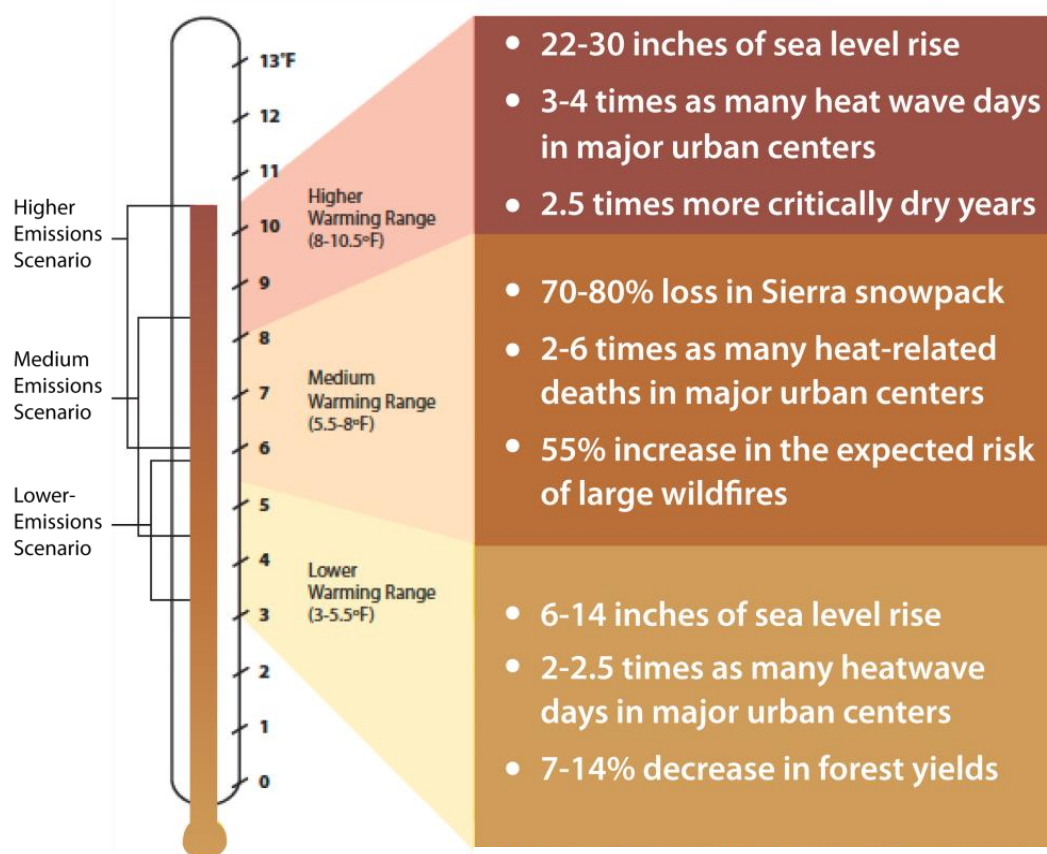 13°F
12
11
10
9
8
7
6
5
4
3
2
1
0
Higher
Emissions
Scenario
Medium
Emissions
Scenario
Lower-
Emissions
Scenario
Higher
Warming Range
(8-10.5ºF)
Medium
Warming Range
(5.5-8ºF)
Lower
Warming Range
(3-5.5ºF)
• 22-30 inches of sea level rise
• 3-4 times as many heat wave days
in major urban centers
• 2.5 times more critically dry years
• 70-80% loss in Sierra snowpack
• 2-6 times as many heat-related
deaths in major urban centers
• 55% increase in the expected risk
of large wildfires
• 6-14 inches of sea level rise
• 2-2.5 times as many heatwave
days in major urban centers
• 7-14% decrease in forest yields